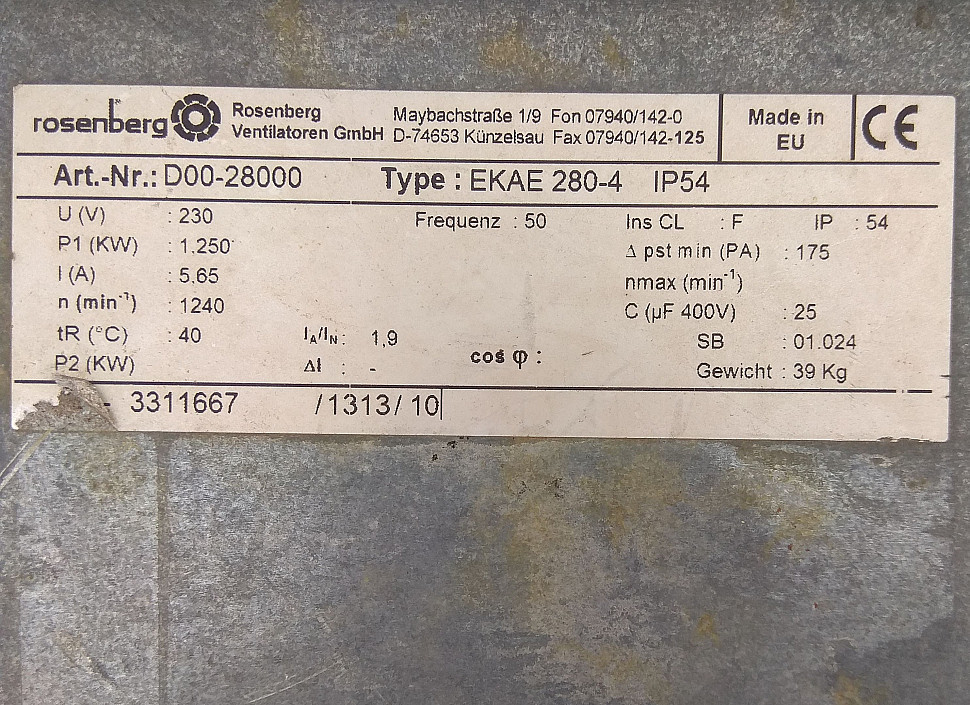 rosenberg Rosenberg Ventilatoren GmbH
Maybachstraße 1/9 Fon 07940/142-0
D-74653 Künzelsau Fax 07940/142-125
Made in EU
CE
Art.-Nr.: D00-28000 Type : EKAE 280-4 IP54
U (V) : 230 Frequenz : 50 Ins CL : F IP : 54
P1 (KW) : 1.250 Δ pst min (PA) : 175
I (A) : 5.65 nmax (min⁻¹)
n (min⁻¹) : 1240 C (µF 400V) : 25
tR (°C) : 40 I_A/I_N : 1,9 cos φ : SB : 01.024
P2 (KW) ΔI : - Gewicht : 39 Kg
- 3311667 / 1313 / 10